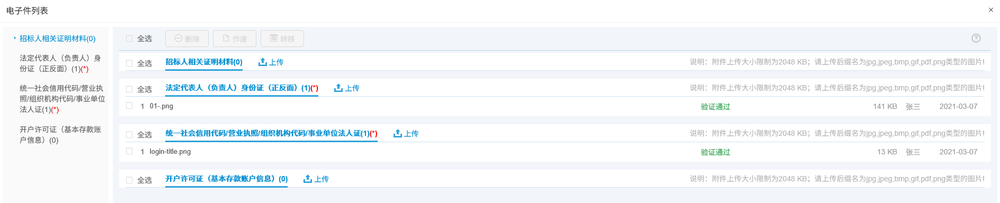 电子件列表
×
招标人相关证明材料(0)
法定代表人（负责人）身
份证（正反面）(1)(*)
统一社会信用代码/营业执
照/组织机构代码/事业单位
法人证(1)(*)
开户许可证（基本存款账
户信息）(0)
全选 删除 作废 转移 ?
全选 招标人相关证明材料(0) 上传 说明：附件上传大小限制为2048 KB；请上传后缀名为jpg,jpeg,bmp,gif,pdf,png类型的图片!
全选 法定代表人（负责人）身份证（正反面）(1)(*) 上传 说明：附件上传大小限制为2048 KB；请上传后缀名为jpg,jpeg,bmp,gif,pdf,png类型的图片!
1 01-.png 验证通过 141 KB 张三 2021-03-07
全选 统一社会信用代码/营业执照/组织机构代码/事业单位法人证(1)(*) 上传 说明：附件上传大小限制为2048 KB；请上传后缀名为jpg,jpeg,bmp,gif,pdf,png类型的图片!
1 login-title.png 验证通过 13 KB 张三 2021-03-07
全选 开户许可证（基本存款账户信息）(0) 上传 说明：附件上传大小限制为2048 KB；请上传后缀名为jpg,jpeg,bmp,gif,pdf,png类型的图片!